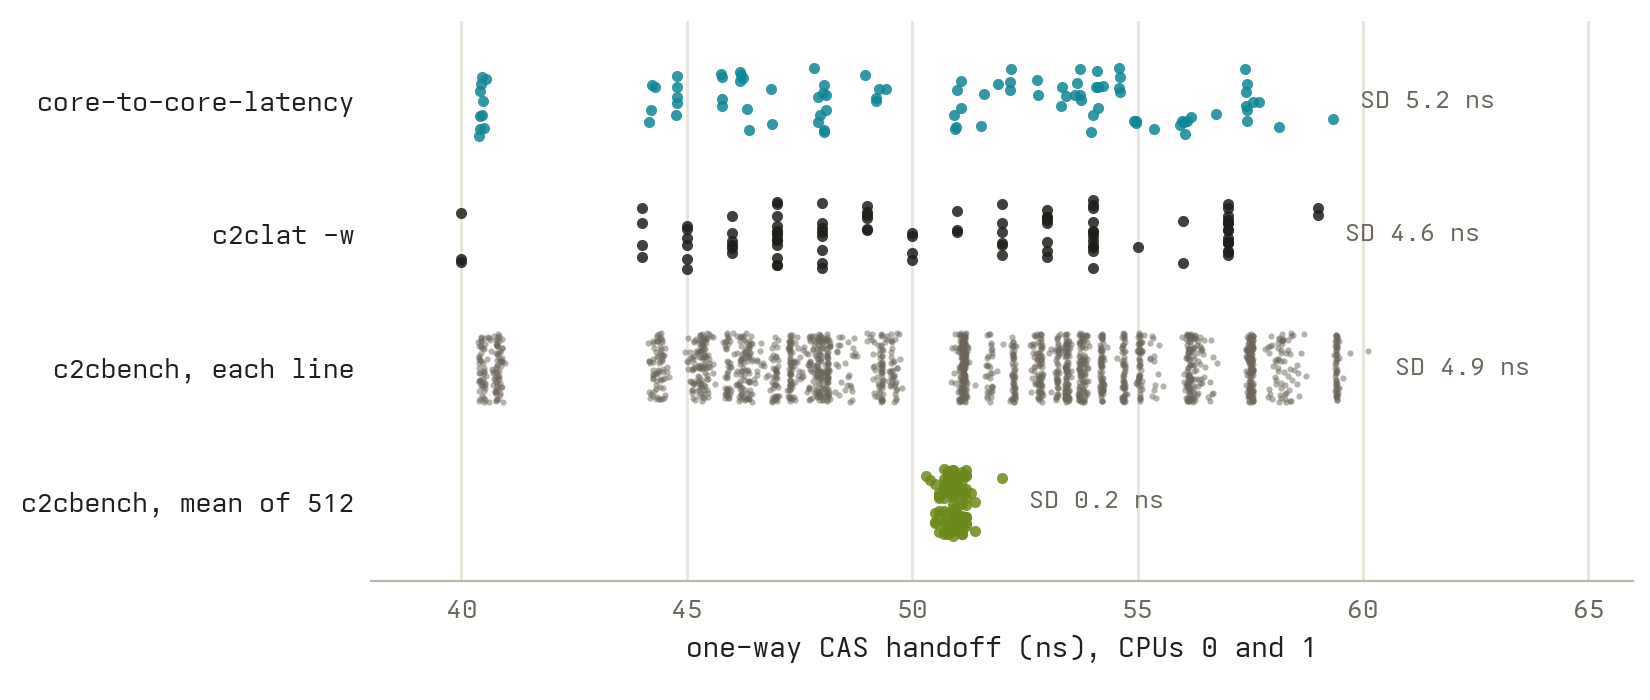 core-to-core-latency
SD 5.2 ns
c2clat -w
SD 4.6 ns
c2cbench, each line
SD 4.9 ns
c2cbench, mean of 512
SD 0.2 ns
40 45 50 55 60 65
one-way CAS handoff (ns), CPUs 0 and 1